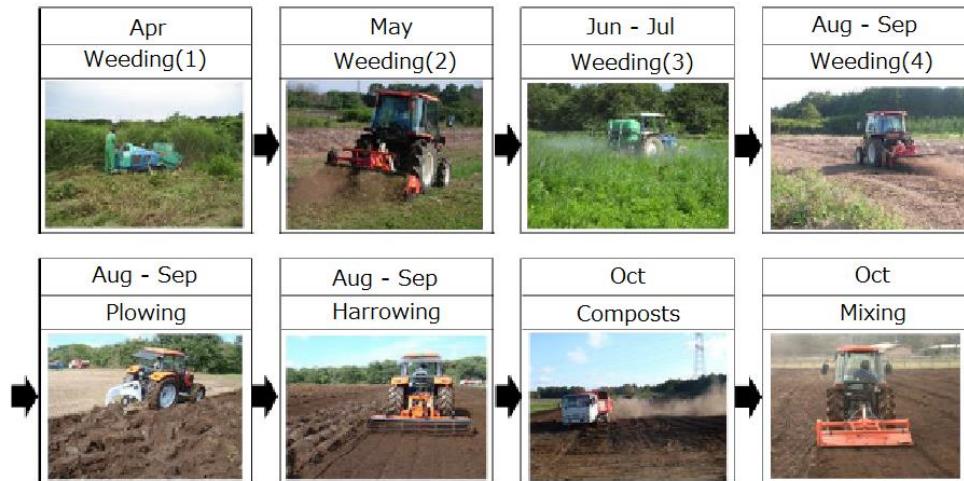 Apr
Weeding(1)
May
Weeding(2)
Jun - Jul
Weeding(3)
Aug - Sep
Weeding(4)
Aug - Sep
Plowing
Aug - Sep
Harrowing
Oct
Composts
Oct
Mixing